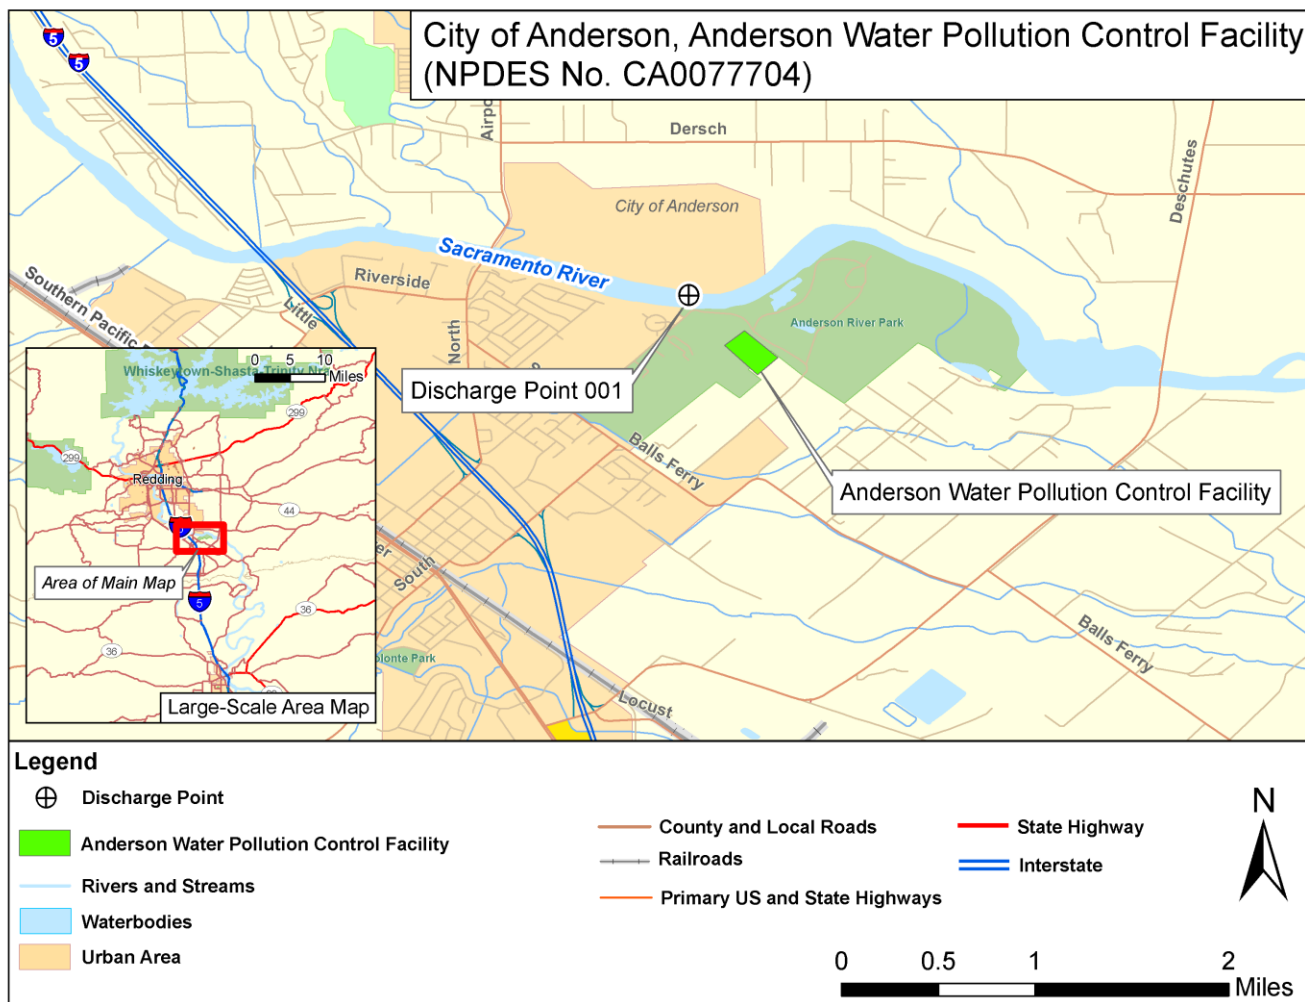 City of Anderson, Anderson Water Pollution Control Facility
(NPDES No. CA0077704)
5
5
Dersch
Deschutes
City of Anderson
Sacramento River
Riverside
Little
North
Southern Pacific
Anderson River Park
Discharge Point 001
Balls Ferry
Anderson Water Pollution Control Facility
South
Balls Ferry
Locust
0 5 10
Miles
299
299
Redding
44
5
Area of Main Map
36
36
Large-Scale Area Map
Legend
Discharge Point
Anderson Water Pollution Control Facility
Rivers and Streams
Waterbodies
Urban Area
County and Local Roads
Railroads
Primary US and State Highways
State Highway
Interstate
N
0 0.5 1 2
Miles